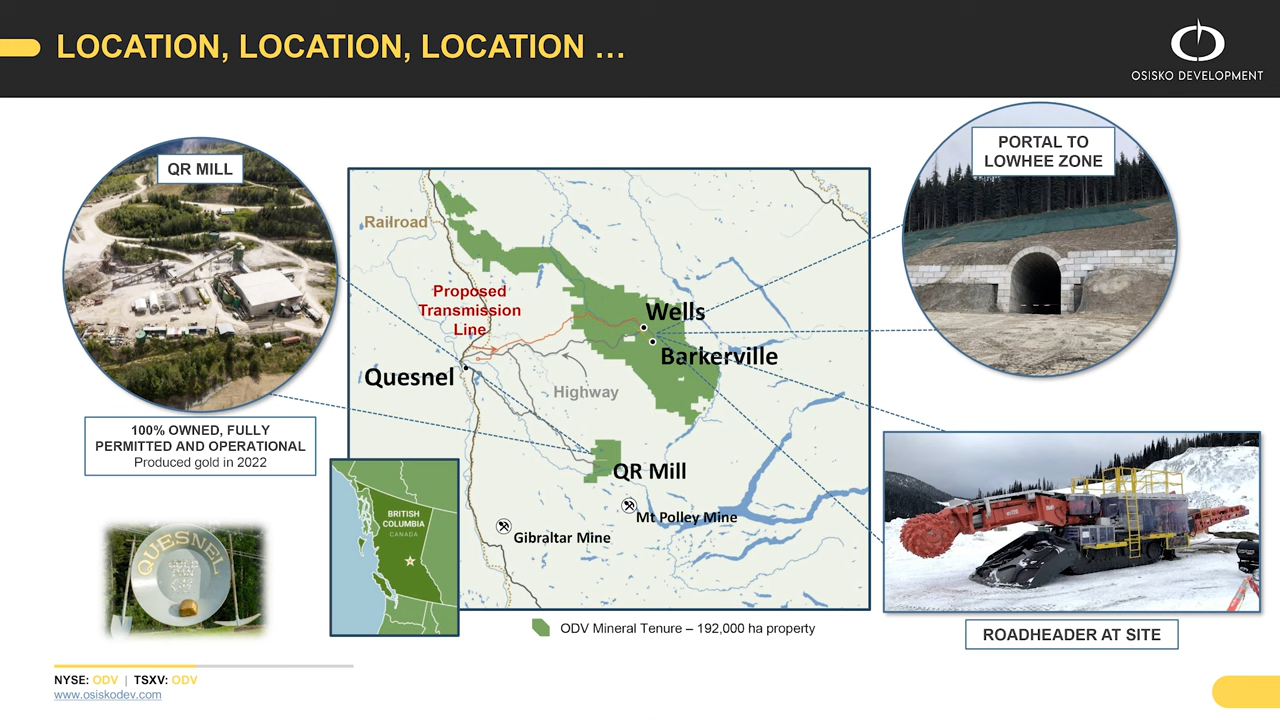 LOCATION, LOCATION, LOCATION …
OSISKO DEVELOPMENT
QR MILL
100% OWNED, FULLY
PERMITTED AND OPERATIONAL
Produced gold in 2022
QUESNEL
Railroad
Proposed
Transmission
Line
Wells
Barkerville
Quesnel
Highway
QR Mill
Mt Polley Mine
Gibraltar Mine
BRITISH
COLUMBIA
CANADA
ODV Mineral Tenure – 192,000 ha property
PORTAL TO
LOWHEE ZONE
ROADHEADER AT SITE
NYSE: ODV | TSXV: ODV
www.osiskodev.com